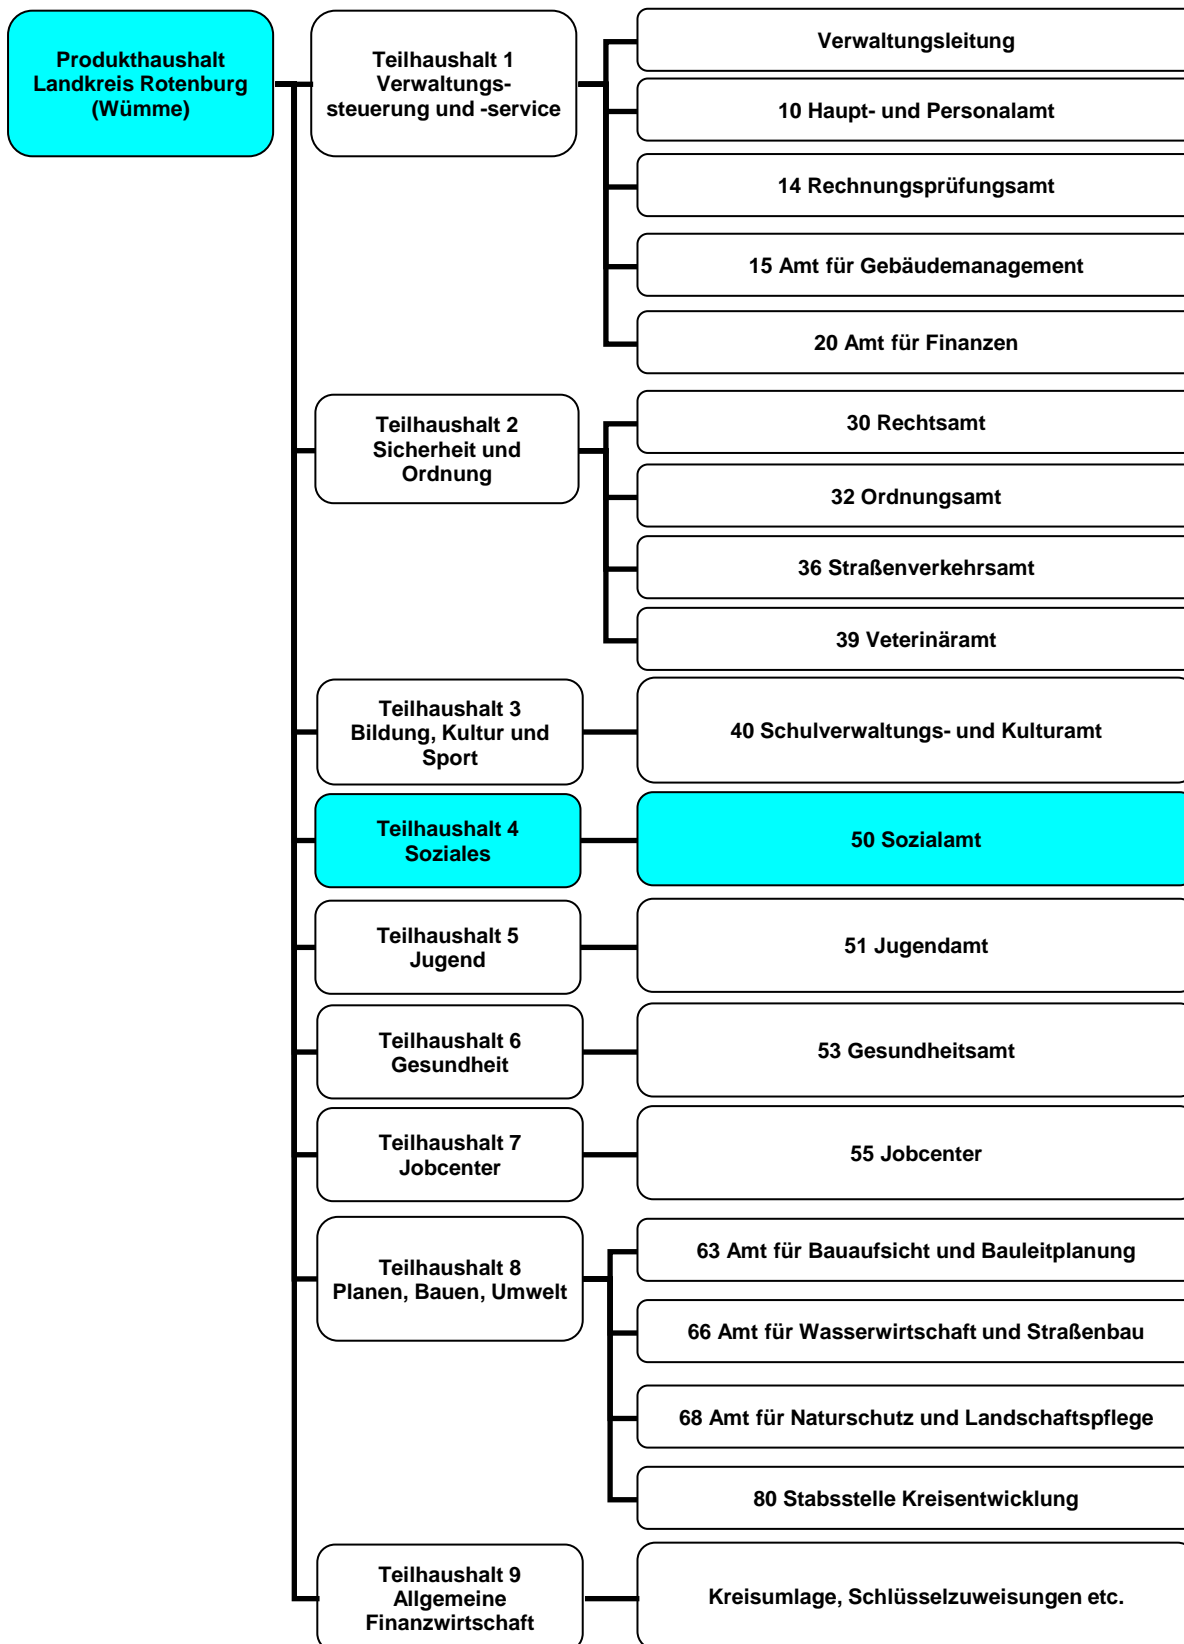 Produkthaushalt
Landkreis Rotenburg
(Wümme)
Teilhaushalt 1
Verwaltungs-
steuerung und -service
Verwaltungsleitung
10 Haupt- und Personalamt
14 Rechnungsprüfungsamt
15 Amt für Gebäudemanagement
20 Amt für Finanzen
Teilhaushalt 2
Sicherheit und
Ordnung
30 Rechtsamt
32 Ordnungsamt
36 Straßenverkehrsamt
39 Veterinäramt
Teilhaushalt 3
Bildung, Kultur und
Sport
40 Schulverwaltungs- und Kulturamt
Teilhaushalt 4
Soziales
50 Sozialamt
Teilhaushalt 5
Jugend
51 Jugendamt
Teilhaushalt 6
Gesundheit
53 Gesundheitsamt
Teilhaushalt 7
Jobcenter
55 Jobcenter
Teilhaushalt 8
Planen, Bauen, Umwelt
63 Amt für Bauaufsicht und Bauleitplanung
66 Amt für Wasserwirtschaft und Straßenbau
68 Amt für Naturschutz und Landschaftspflege
80 Stabsstelle Kreisentwicklung
Teilhaushalt 9
Allgemeine
Finanzwirtschaft
Kreisumlage, Schlüsselzuweisungen etc.